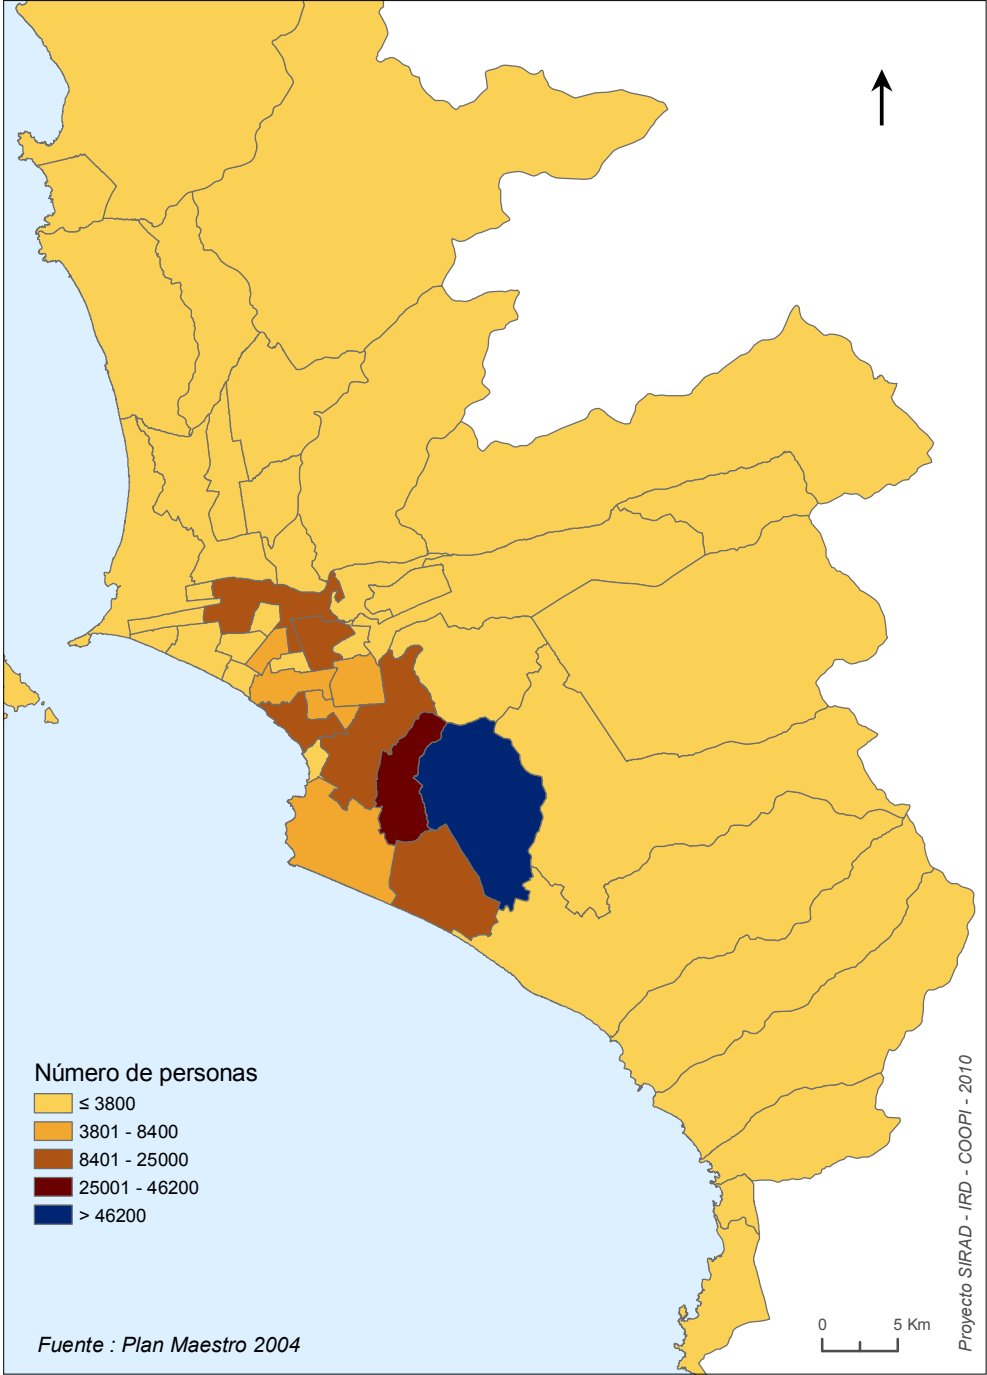 Número de personas
≤ 3800
3801 - 8400
8401 - 25000
25001 - 46200
> 46200
Fuente : Plan Maestro 2004
0 5 Km
Proyecto SIRAD - IRD - COOPI - 2010